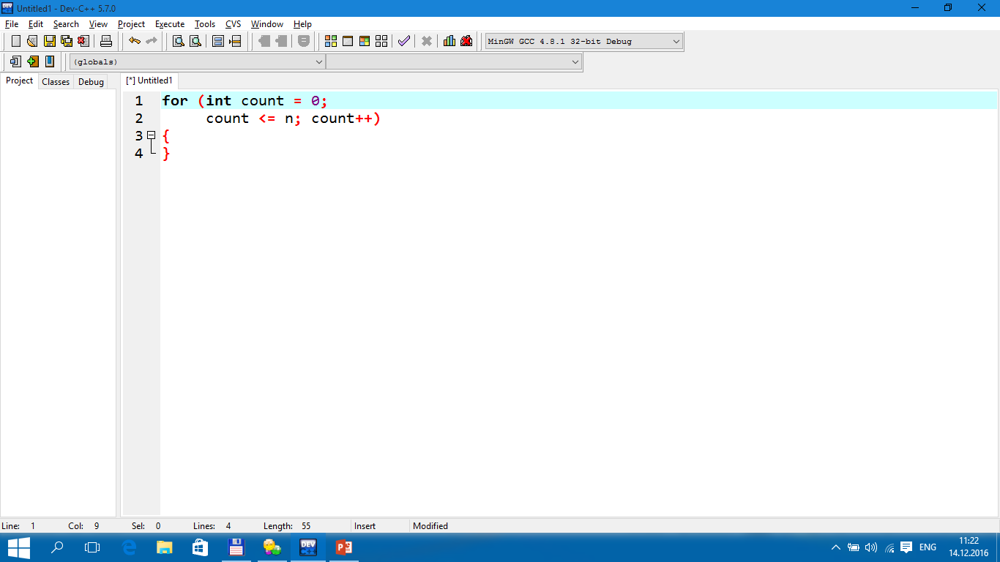 Untitled1 - Dev-C++ 5.7.0
File Edit Search View Project Execute Tools CVS Window Help
MinGW GCC 4.8.1 32-bit Debug
(globals)
Project Classes Debug [*] Untitled1
1 for (int count = 0;
2 count <= n; count++)
3 {
4 }
Line: 1 Col: 9 Sel: 0 Lines: 4 Length: 55 Insert Modified
DEV C++ P ENG 11:22
14.12.2016